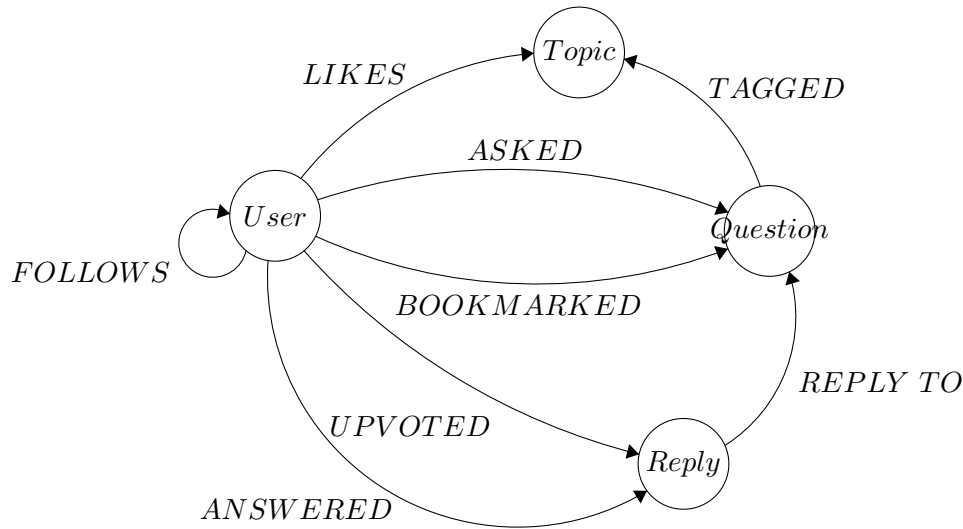 Topic
LIKES
TAGGED
ASKED
User
Question
FOLLOWS
BOOKMARKED
REPLY TO
UPVOTED
Reply
ANSWERED